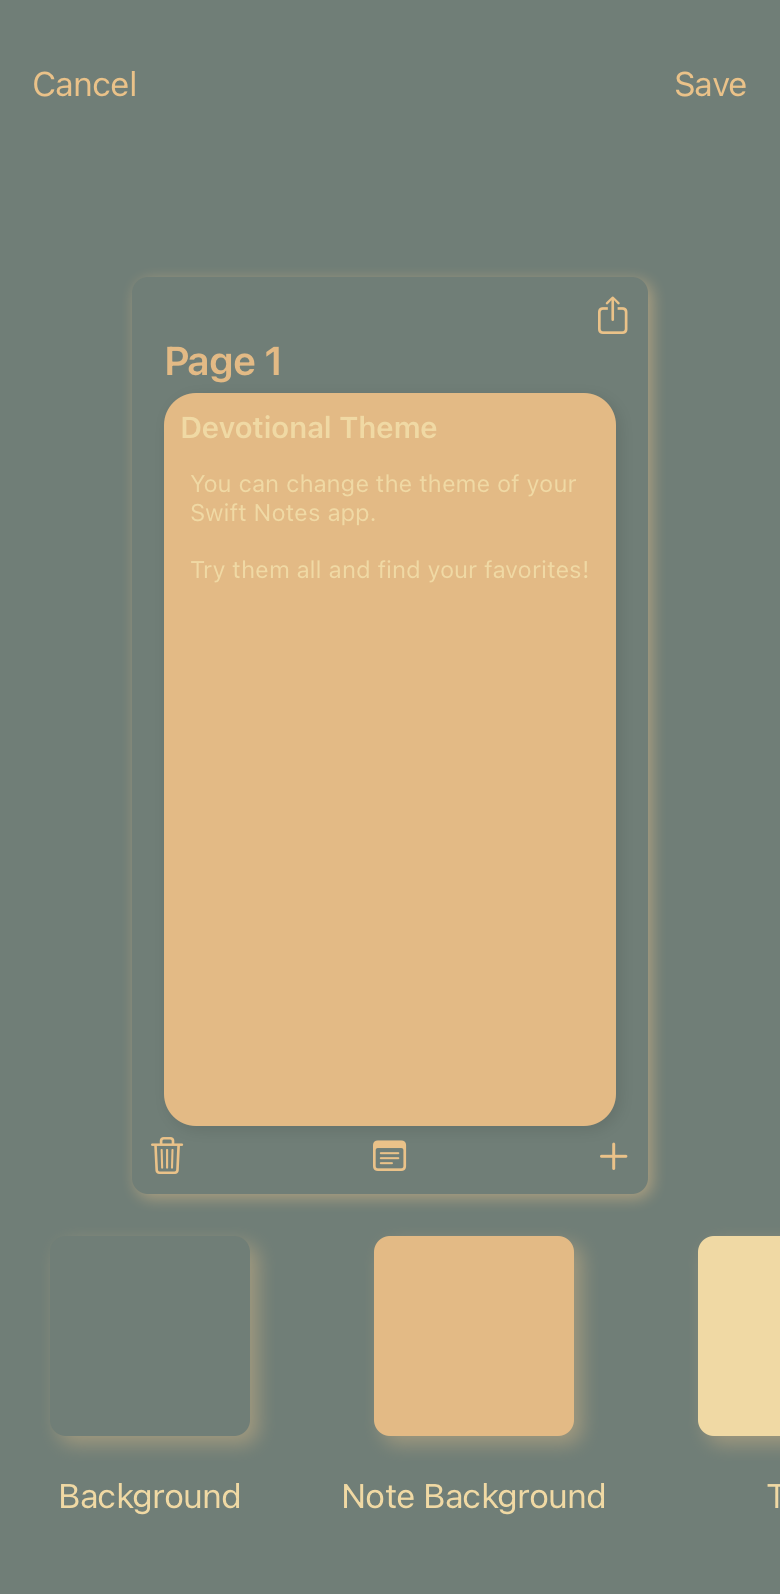 Cancel
Save
Page 1
Devotional Theme
You can change the theme of your
Swift Notes app.
Try them all and find your favorites!
Background
Note Background